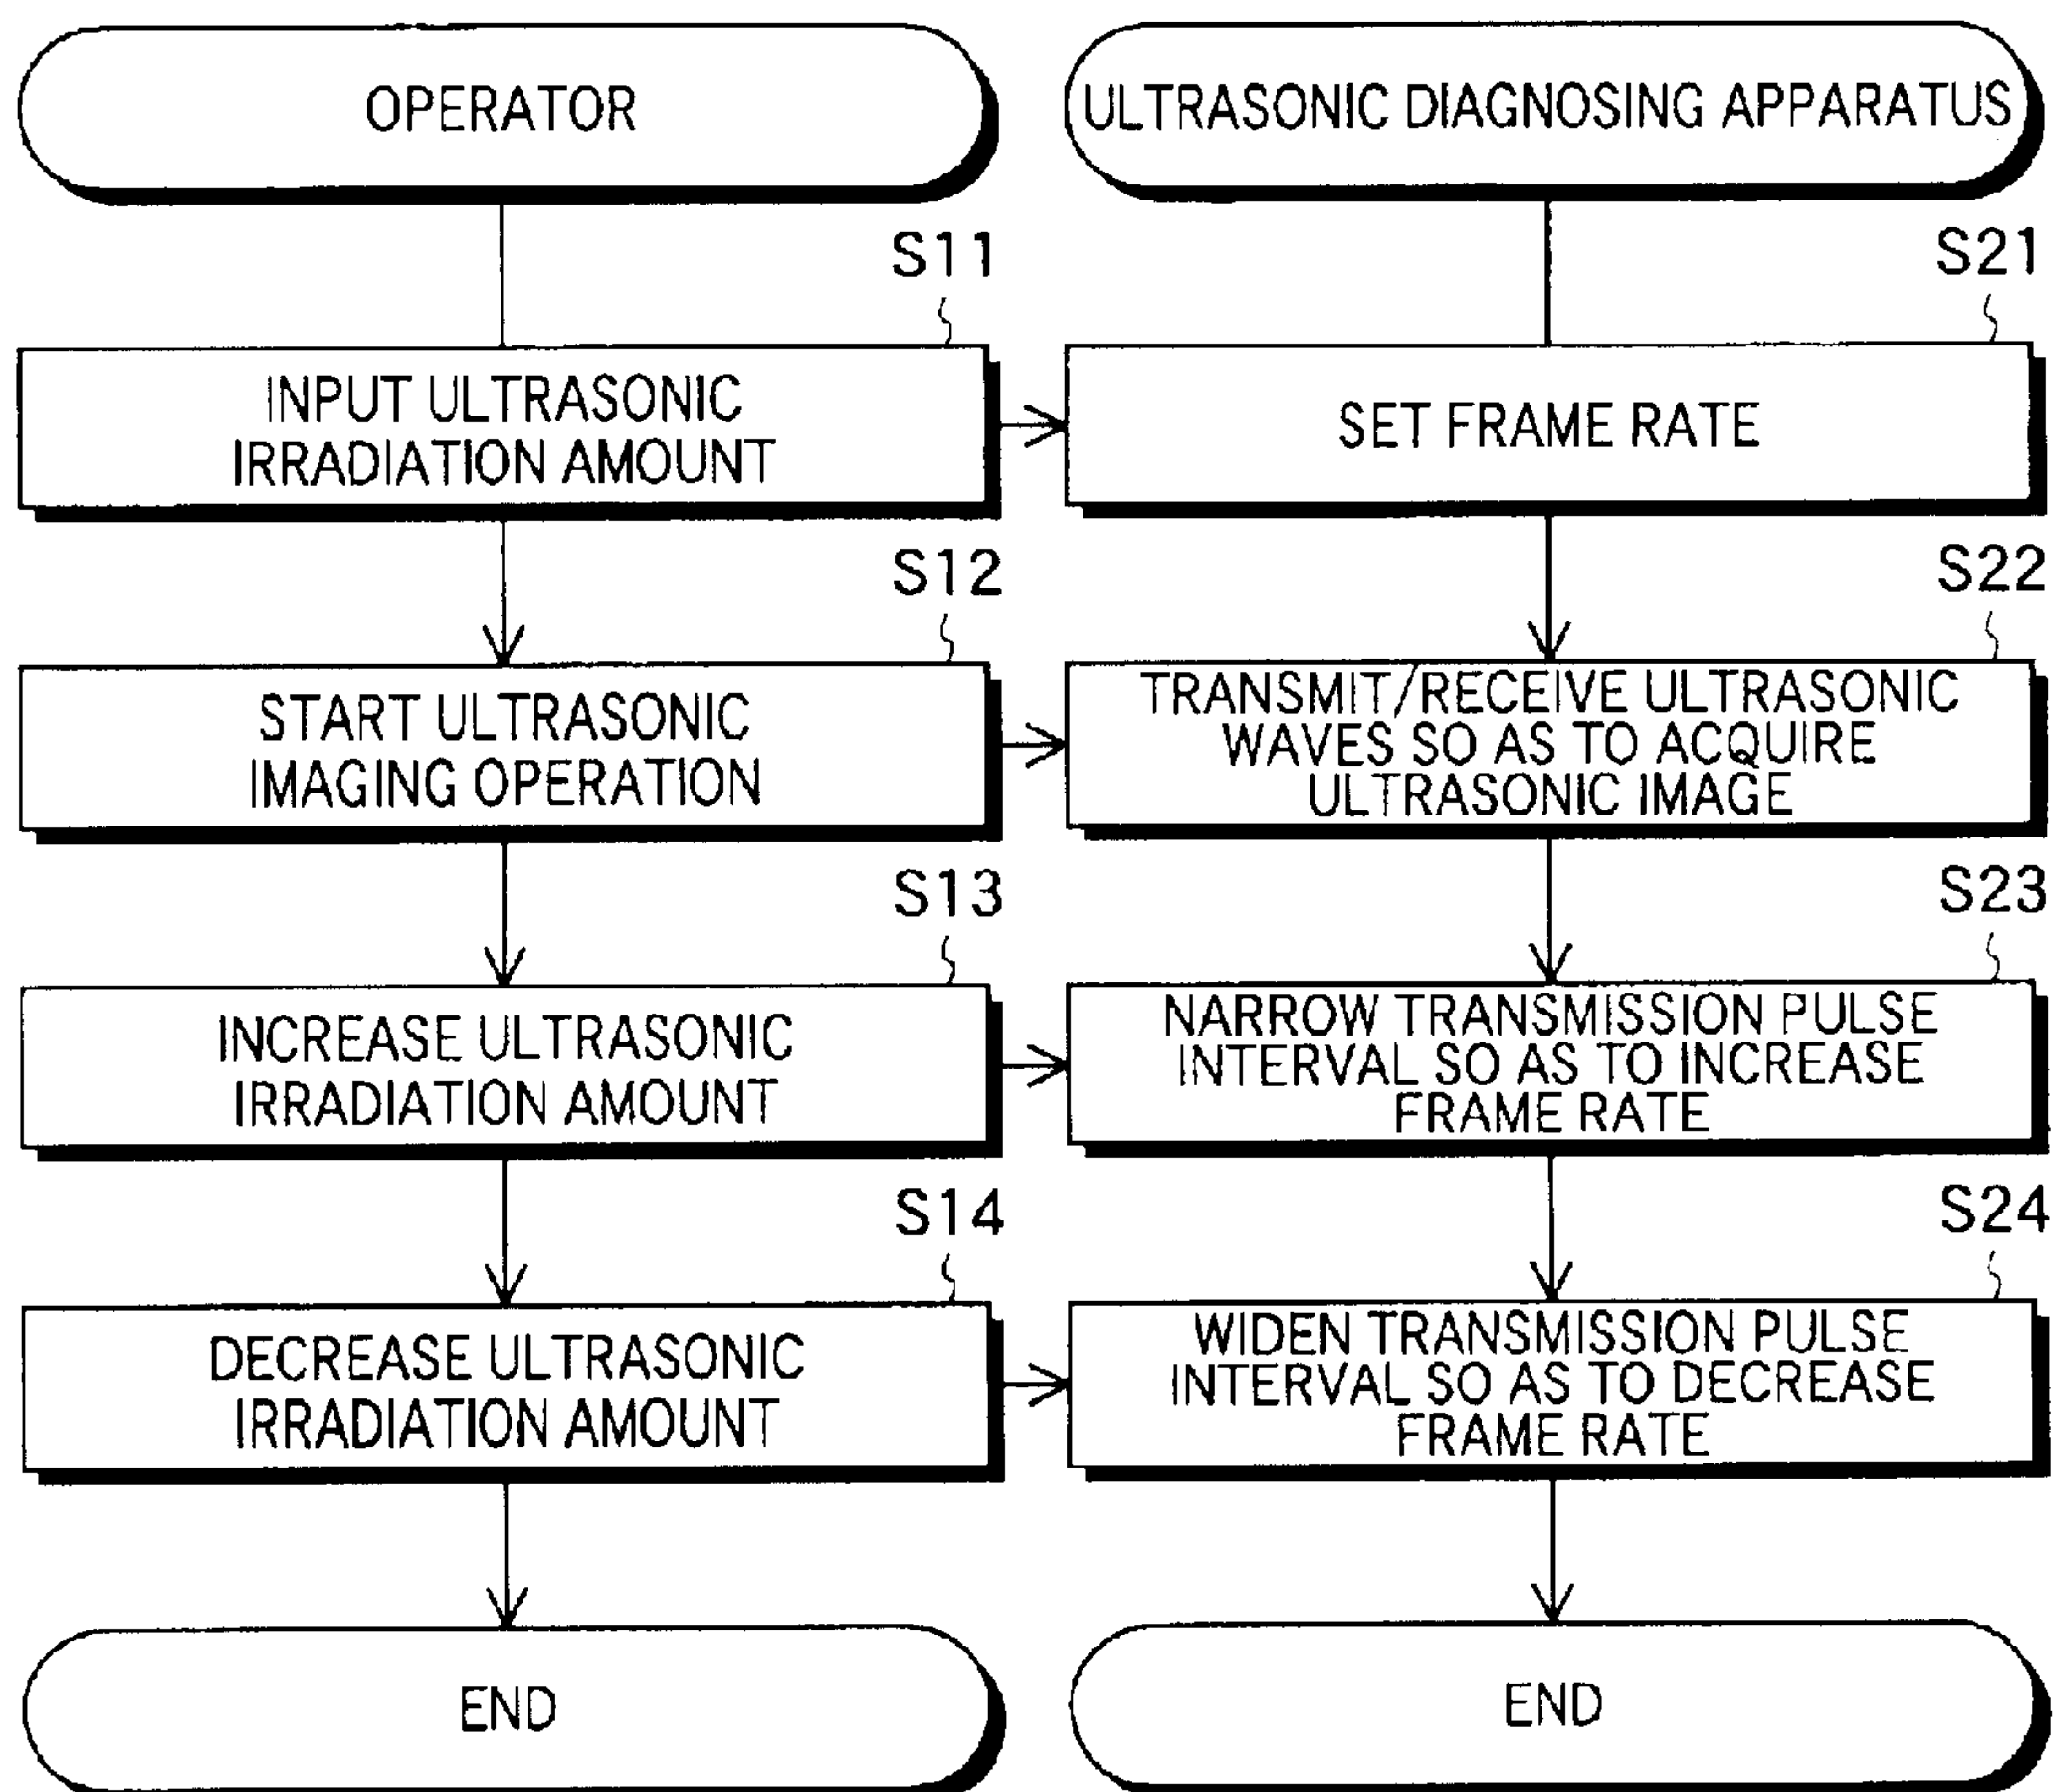 OPERATOR
ULTRASONIC DIAGNOSING APPARATUS
S11
S21
INPUT ULTRASONIC
IRRADIATION AMOUNT
SET FRAME RATE
S12
S22
START ULTRASONIC
IMAGING OPERATION
TRANSMIT/RECEIVE ULTRASONIC
WAVES SO AS TO ACQUIRE
ULTRASONIC IMAGE
S13
S23
INCREASE ULTRASONIC
IRRADIATION AMOUNT
NARROW TRANSMISSION PULSE
INTERVAL SO AS TO INCREASE
FRAME RATE
S14
S24
DECREASE ULTRASONIC
IRRADIATION AMOUNT
WIDEN TRANSMISSION PULSE
INTERVAL SO AS TO DECREASE
FRAME RATE
END
END